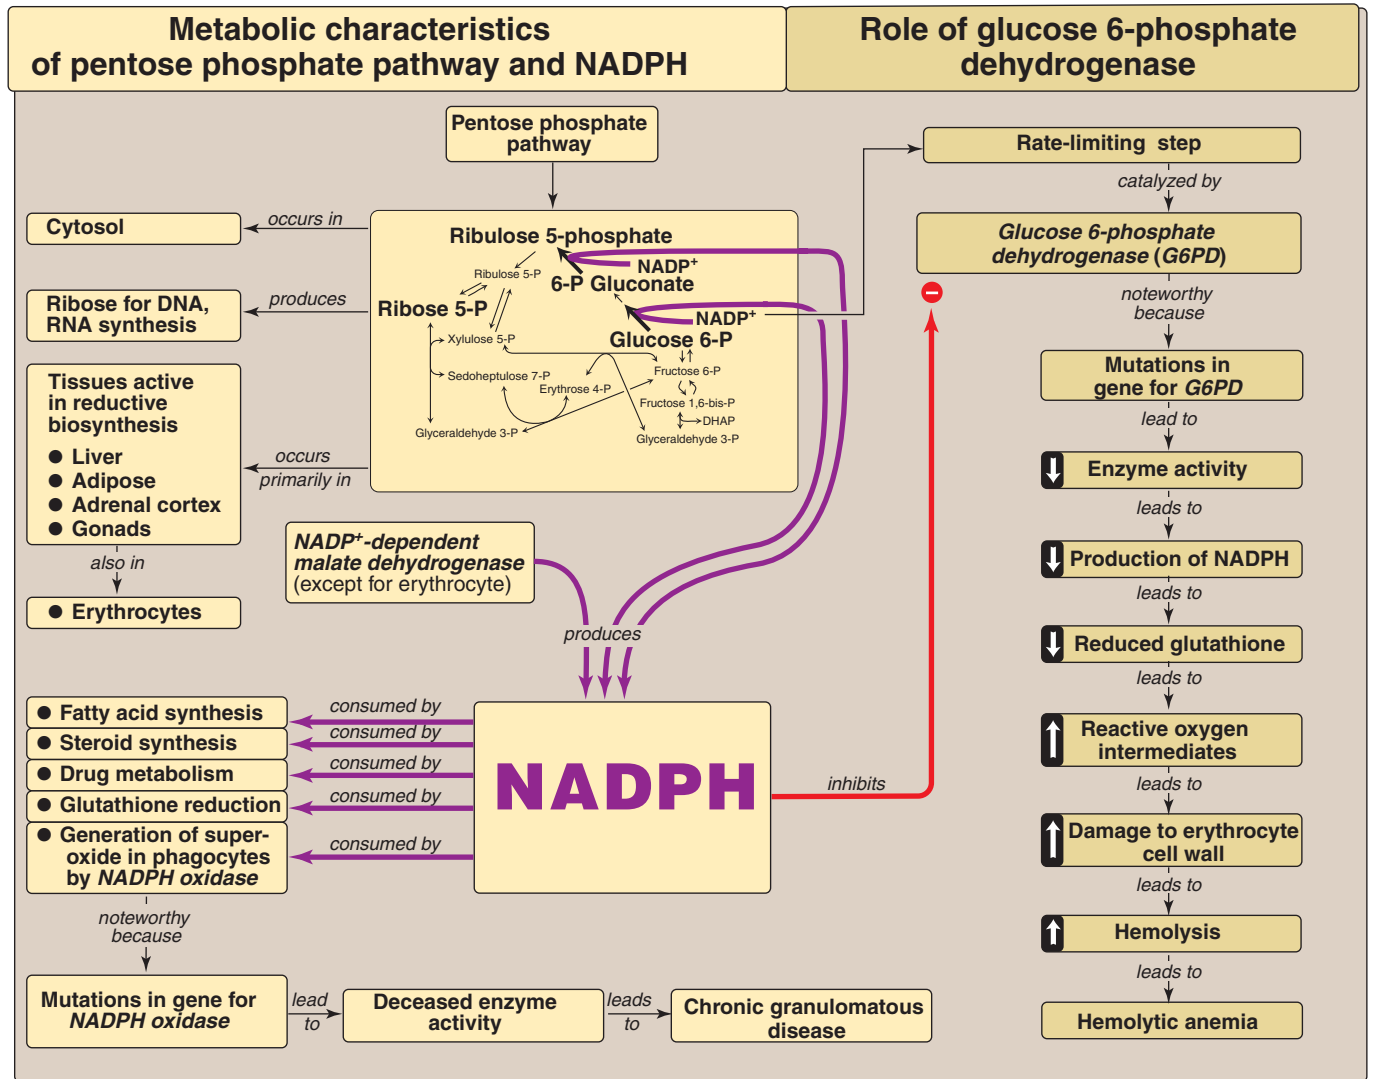 Metabolic characteristics
of pentose phosphate pathway and NADPH
Role of glucose 6-phosphate
dehydrogenase
Pentose phosphate
pathway
Cytosol
occurs in
Ribose for DNA,
RNA synthesis
produces
Tissues active
in reductive
biosynthesis
● Liver
● Adipose
● Adrenal cortex
● Gonads
occurs
primarily in
also in
● Erythrocytes
Ribulose 5-phosphate
NADP+
Ribulose 5-P
6-P Gluconate
Ribose 5-P
NADP+
Glucose 6-P
Xylulose 5-P
Fructose 6-P
Sedoheptulose 7-P
Erythrose 4-P
Fructose 1,6-bis-P
DHAP
Glyceraldehyde 3-P
Glyceraldehyde 3-P
NADP+-dependent
malate dehydrogenase
(except for erythrocyte)
produces
NADPH
inhibits
consumed by
● Fatty acid synthesis
consumed by
● Steroid synthesis
consumed by
● Drug metabolism
consumed by
● Glutathione reduction
consumed by
● Generation of super-
oxide in phagocytes
by NADPH oxidase
noteworthy
because
Mutations in gene for
NADPH oxidase
lead
to
Deceased enzyme
activity
leads
to
Chronic granulomatous
disease
Rate-limiting step
catalyzed by
Glucose 6-phosphate
dehydrogenase (G6PD)
noteworthy
because
Mutations in
gene for G6PD
lead to
Enzyme activity
leads to
Production of NADPH
leads to
Reduced glutathione
leads to
Reactive oxygen
intermediates
leads to
Damage to erythrocyte
cell wall
leads to
Hemolysis
leads to
Hemolytic anemia